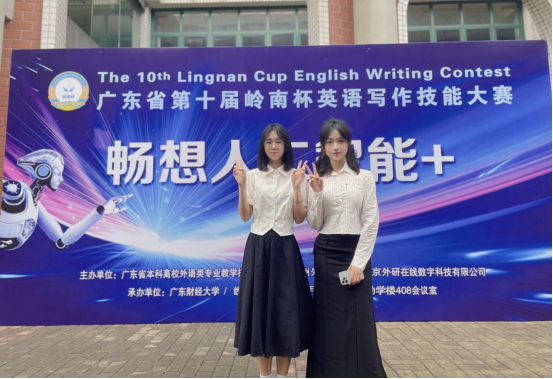 The 10th Lingnan Cup English Writing Contest
广东省第十届岭南杯英语写作技能大赛
畅想人 智能+
主办单位：广东省本科高校外语类专业教学 外研在线数字科技有限公司
承办单位：广东财经大学 / 学楼408会议室